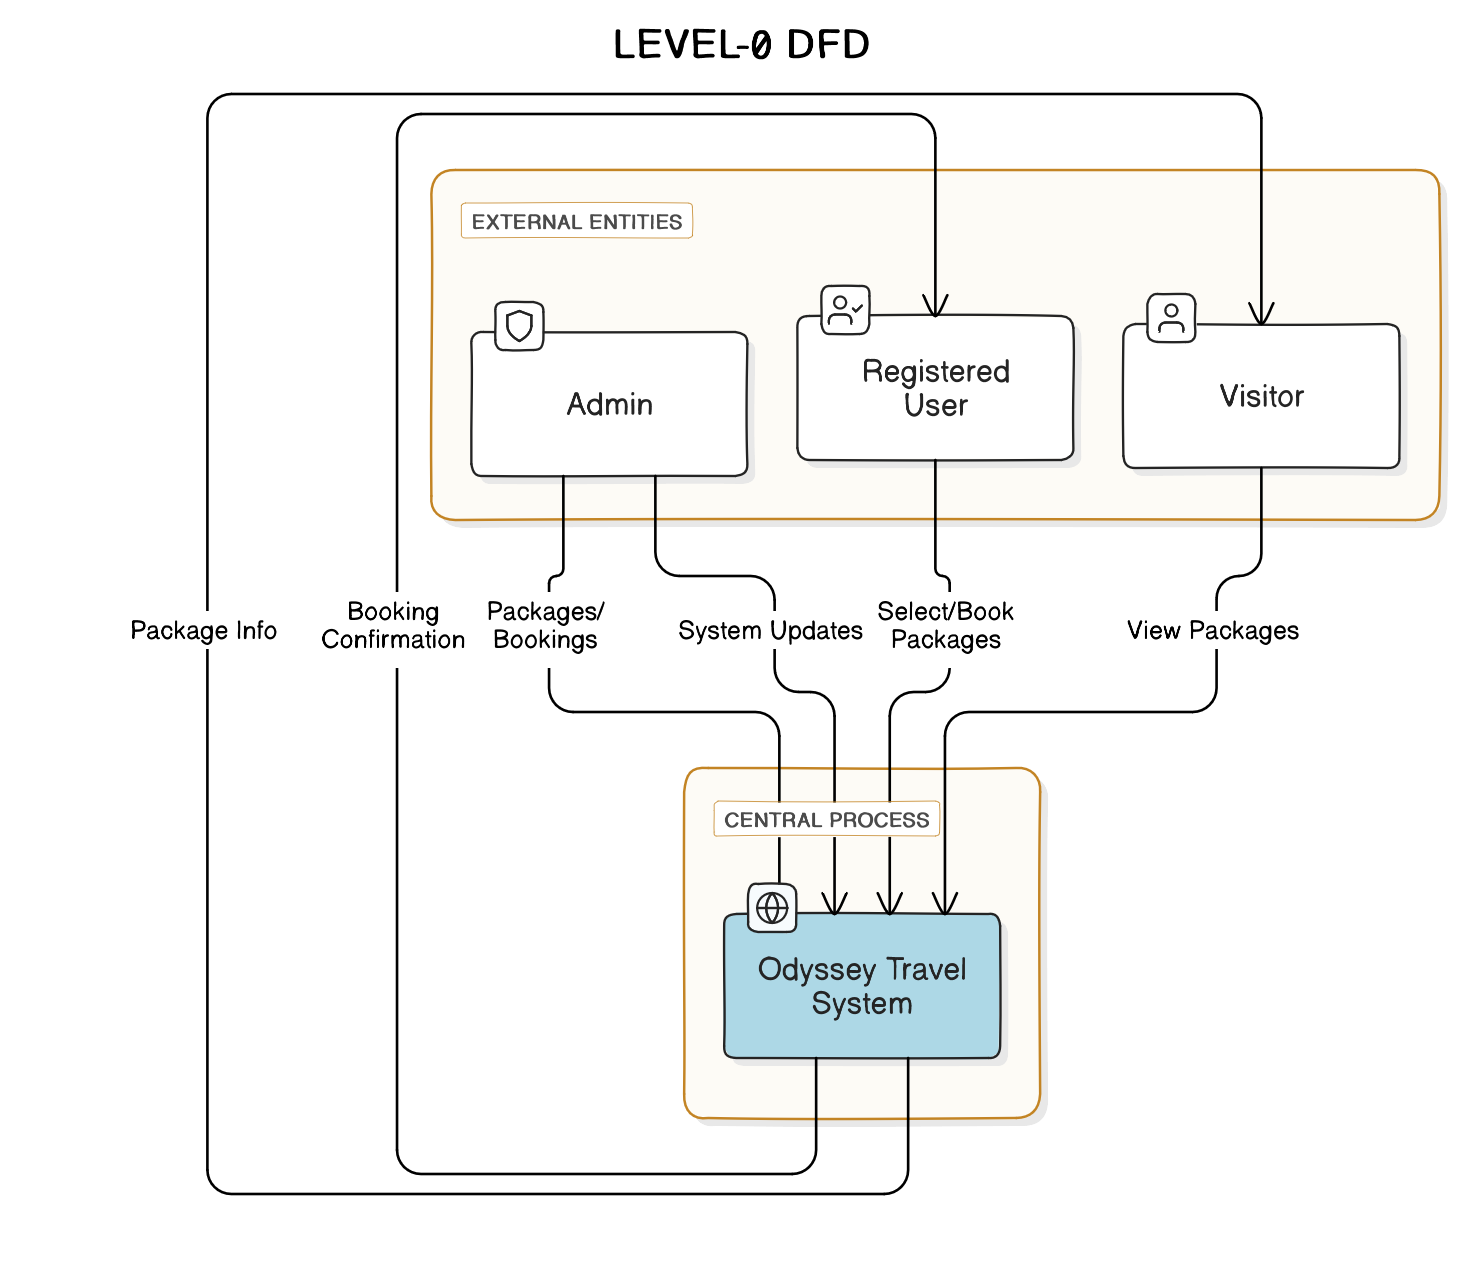 LEVEL-0 DFD
EXTERNAL ENTITIES
Admin
Registered
User
Visitor
Package Info
Booking
Confirmation
Packages/
Bookings
System Updates
Select/Book
Packages
View Packages
CENTRAL PROCESS
Odyssey Travel
System